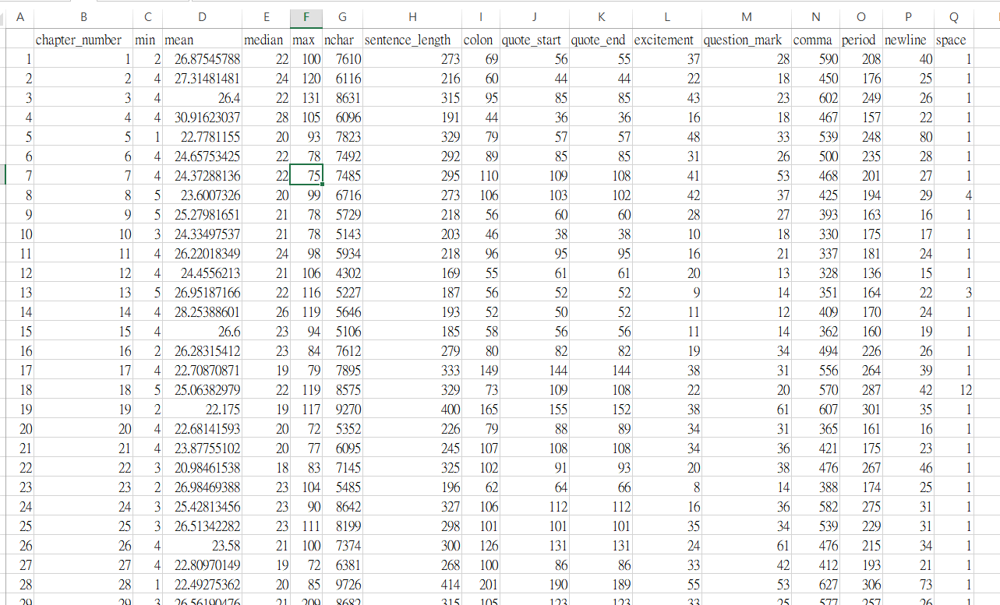 A B C D E F G H I J K L M N O P Q
chapter_number min mean median max nchar sentence_length colon quote_start quote_end excitement question_mark comma period newline space
1 1 2 26.87545788 22 100 7610 273 69 56 55 37 28 590 208 40 1
2 2 4 27.31481481 24 120 6116 216 60 44 44 22 18 450 176 25 1
3 3 4 26.4 22 131 8631 315 95 85 85 43 23 602 249 26 1
4 4 4 30.91623037 28 105 6096 191 44 36 36 16 18 467 157 22 1
5 5 1 22.7781155 20 93 7823 329 79 57 57 48 33 539 248 80 1
6 6 4 24.65753425 22 78 7492 292 89 85 85 31 26 500 235 28 1
7 7 4 24.37288136 22 75 7485 295 110 109 108 41 53 468 201 27 1
8 8 5 23.6007326 20 99 6716 273 106 103 102 42 37 425 194 29 4
9 9 5 25.27981651 21 78 5729 218 56 60 60 28 27 393 163 16 1
10 10 3 24.33497537 21 78 5143 203 46 38 38 10 18 330 175 17 1
11 11 4 26.22018349 24 98 5934 218 96 95 95 16 21 337 181 24 1
12 12 4 24.4556213 21 106 4302 169 55 61 61 20 13 328 136 15 1
13 13 5 26.95187166 22 116 5227 187 56 52 52 9 14 351 164 22 3
14 14 4 28.25388601 26 119 5646 193 52 50 52 11 12 409 170 24 1
15 15 4 26.6 23 94 5106 185 58 56 56 11 14 362 160 19 1
16 16 2 26.28315412 23 84 7612 279 80 82 82 19 34 494 226 26 1
17 17 4 22.70870871 19 79 7895 333 149 144 144 38 31 556 264 39 1
18 18 5 25.06382979 22 119 8575 329 73 109 108 22 20 570 287 42 12
19 19 2 22.175 19 117 9270 400 165 155 152 38 61 607 301 35 1
20 20 4 22.68141593 20 72 5352 226 79 88 89 34 31 365 161 16 1
21 21 4 23.87755102 20 77 6095 245 107 108 108 34 36 421 175 23 1
22 22 3 20.98461538 18 83 7145 325 102 91 93 20 38 476 267 46 1
23 23 2 26.98469388 23 104 5485 196 62 64 66 8 14 388 174 25 1
24 24 3 25.42813456 23 90 8642 327 106 112 112 16 36 582 275 31 1
25 25 3 26.51342282 23 111 8199 298 101 101 101 35 34 539 229 31 1
26 26 4 23.58 21 100 7374 300 126 131 131 24 61 476 215 34 1
27 27 4 22.80970149 19 72 6381 268 100 86 86 33 42 412 193 21 1
28 28 1 22.49275362 20 85 9726 414 201 190 189 55 53 627 306 73 1
29 29 3 26.56190476 21 209 8682 315 105 123 123 33 25 577 257 26 1